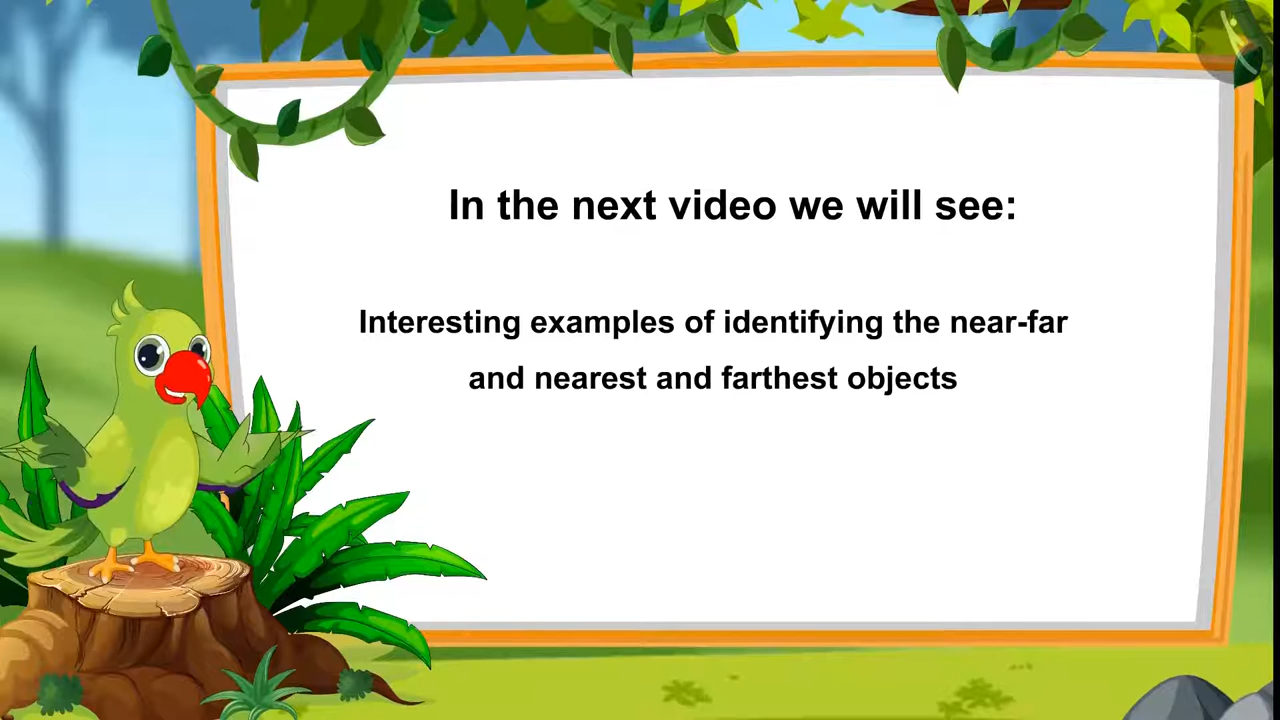 In the next video we will see:
Interesting examples of identifying the near-far
and nearest and farthest objects